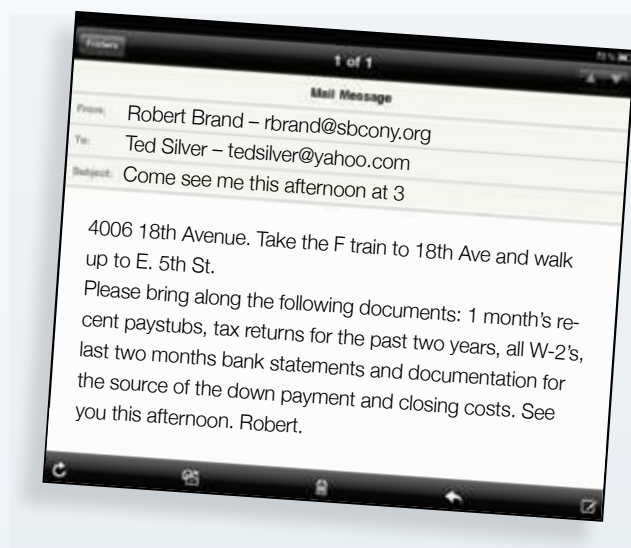 Folders
1 of 1
Mail Message
From:
Robert Brand – rbrand@sbcony.org
To:
Ted Silver – tedsilver@yahoo.com
Subject:
Come see me this afternoon at 3
4006 18th Avenue. Take the F train to 18th Ave and walk
up to E. 5th St.
Please bring along the following documents: 1 month’s re-
cent paystubs, tax returns for the past two years, all W-2’s,
last two months bank statements and documentation for
the source of the down payment and closing costs. See
you this afternoon. Robert.